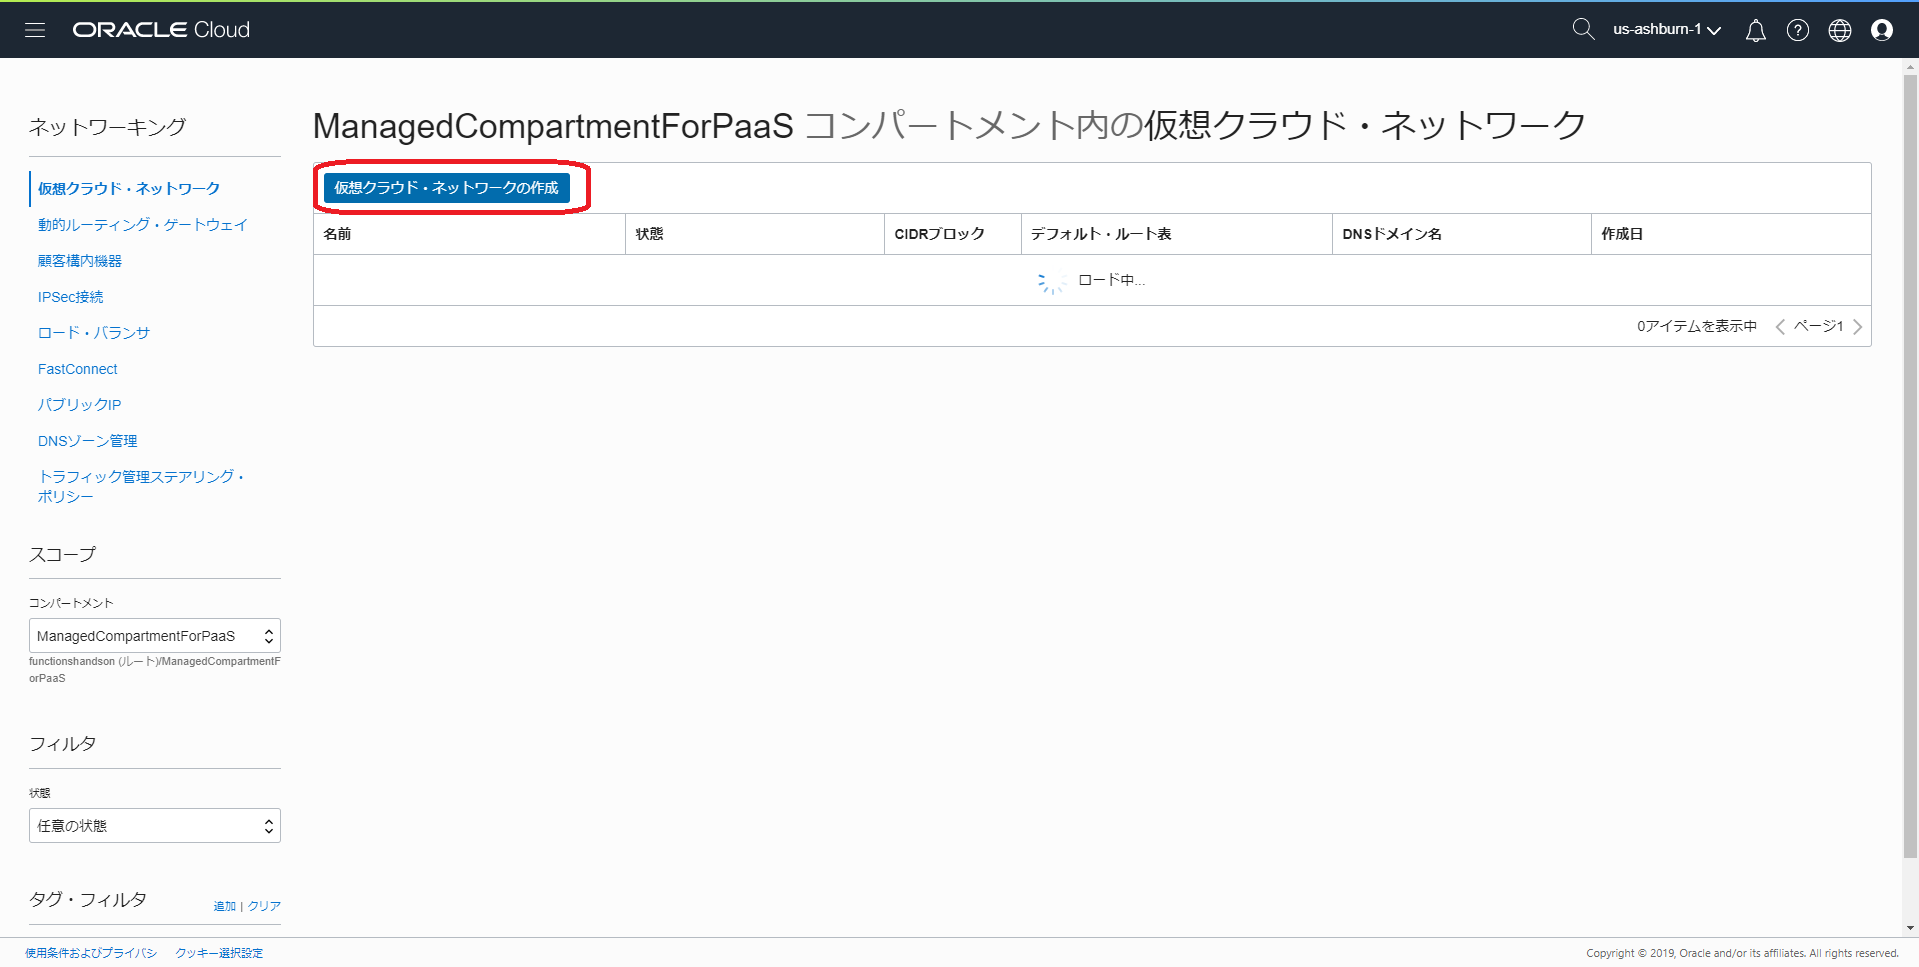 ORACLE Cloud
us-ashburn-1
ネットワーキング
仮想クラウド・ネットワーク
動的ルーティング・ゲートウェイ
顧客構内機器
IPSec接続
ロード・バランサ
FastConnect
パブリックIP
DNSゾーン管理
トラフィック管理ステアリング・
ポリシー
スコープ
コンパートメント
ManagedCompartmentForPaaS
functionshandson (ルート)/ManagedCompartmentF
orPaaS
フィルタ
状態
任意の状態
タグ・フィルタ
追加 | クリア
ManagedCompartmentForPaaS コンパートメント内の仮想クラウド・ネットワーク
仮想クラウド・ネットワークの作成
名前 状態 CIDRブロック デフォルト・ルート表 DNSドメイン名 作成日
ロード中...
0アイテムを表示中 ページ1
使用条件およびプライバシ クッキー選択設定
Copyright © 2019, Oracle and/or its affiliates. All rights reserved.